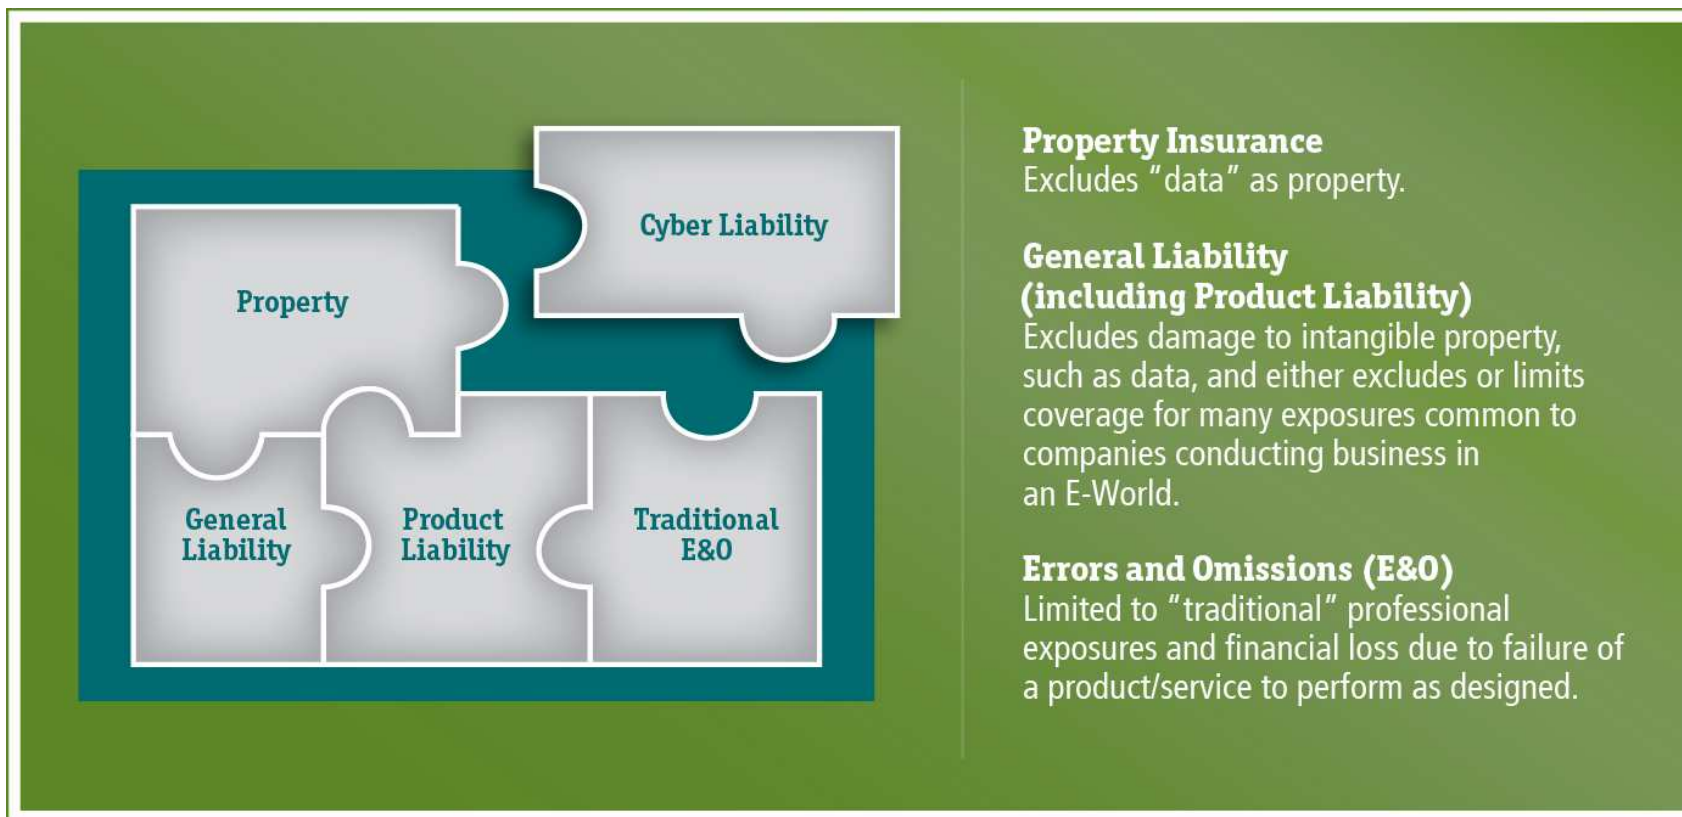 Property
Cyber Liability
General
Liability
Product
Liability
Traditional
E&O
Property Insurance
Excludes “data” as property.
General Liability
(including Product Liability)
Excludes damage to intangible property,
such as data, and either excludes or limits
coverage for many exposures common to
companies conducting business in
an E-World.
Errors and Omissions (E&O)
Limited to “traditional” professional
exposures and financial loss due to failure of
a product/service to perform as designed.